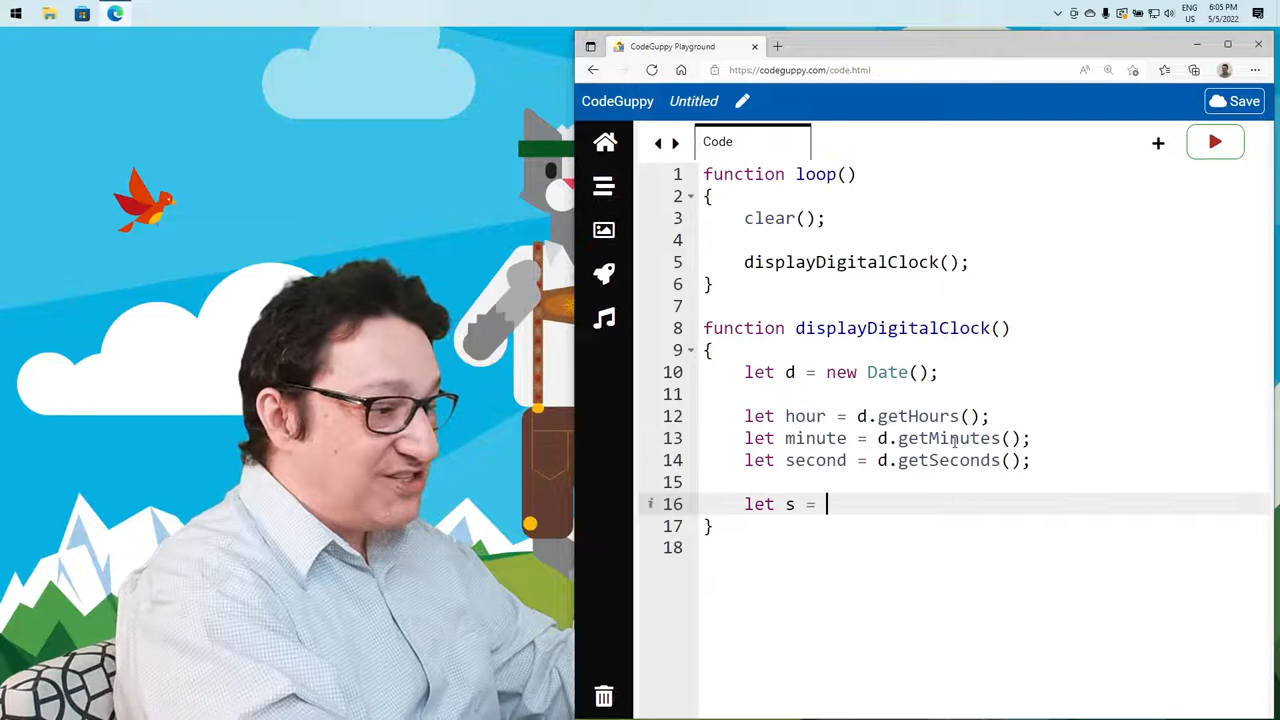 ENG
US
6:05 PM
5/5/2022
CodeGuppy Playground
https://codeguppy.com/code.html
CodeGuppy Untitled
Save
Code
1 function loop()
2 {
3 clear();
4
5 displayDigitalClock();
6 }
7
8 function displayDigitalClock()
9 {
10 let d = new Date();
11
12 let hour = d.getHours();
13 let minute = d.getMinutes();
14 let second = d.getSeconds();
15
16 let s =
17 }
18